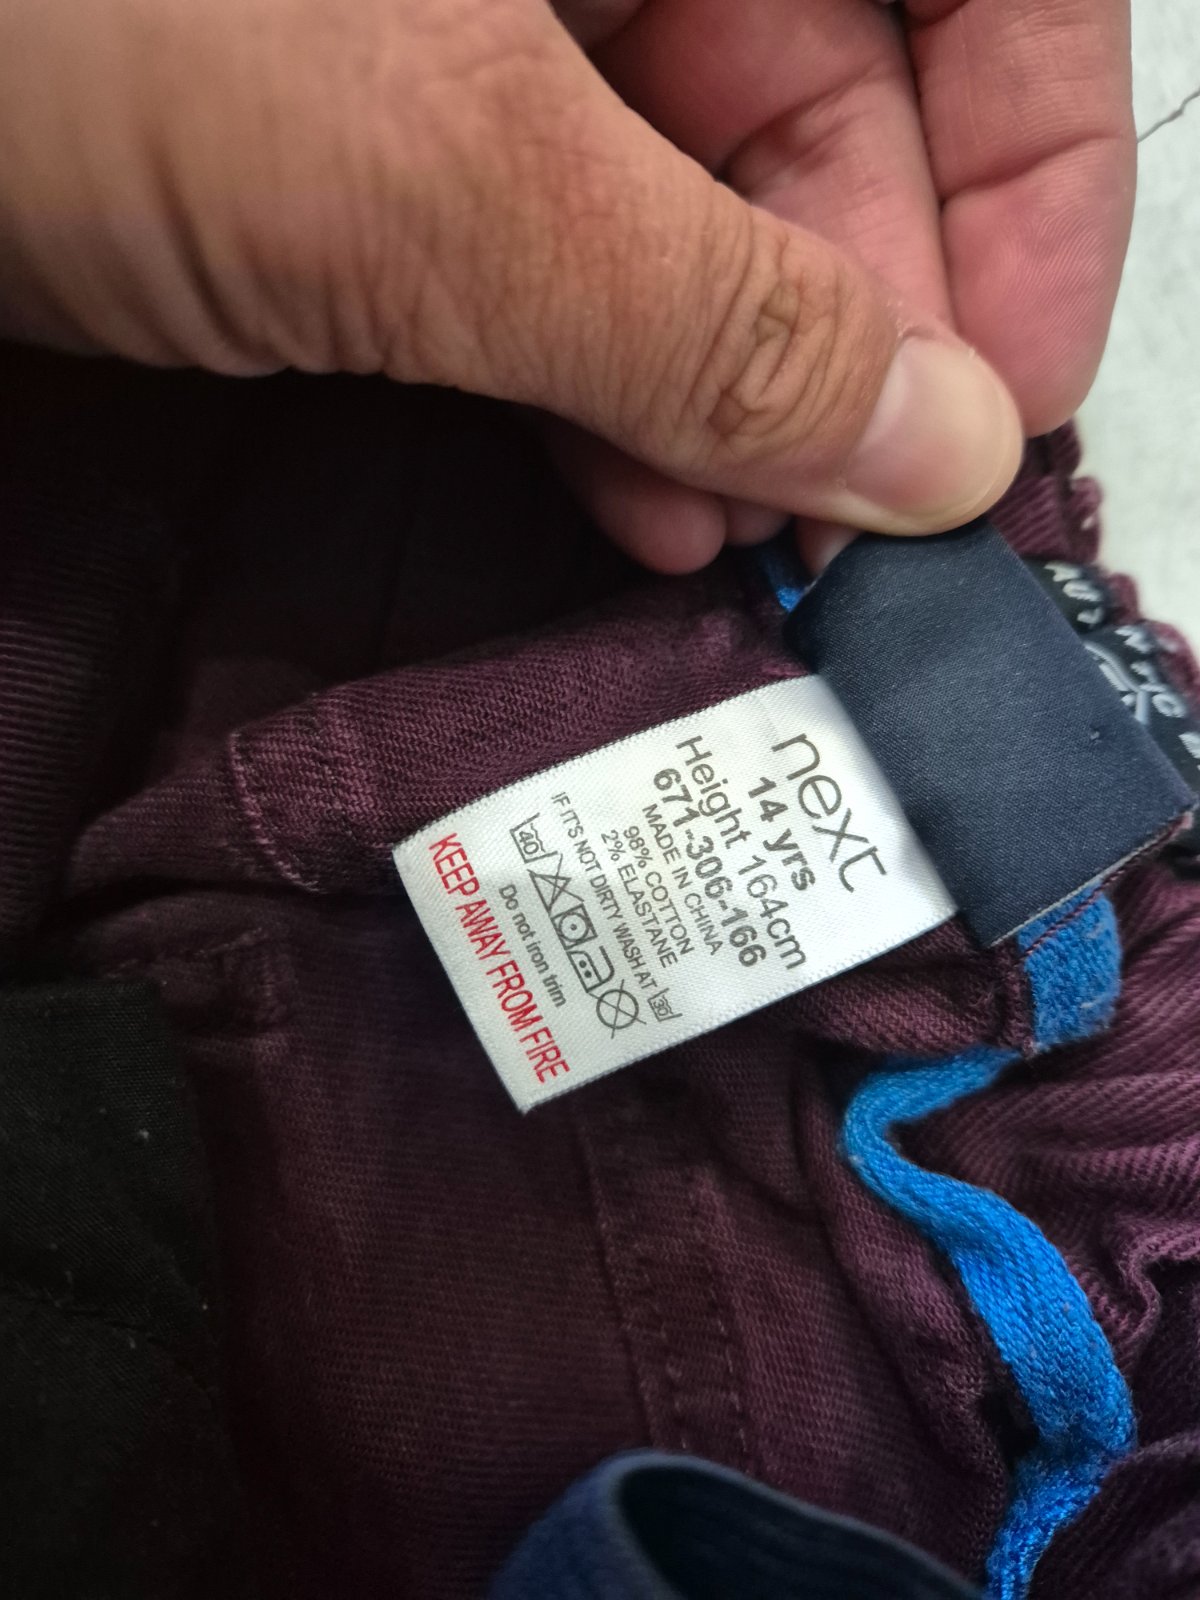 next
14 yrs
Height 164cm
671-306-166
MADE IN CHINA
98% COTTON
2% ELASTANE
IF IT'S NOT DIRTY WASH AT 30
40
Do not iron trim
KEEP AWAY FROM FIRE